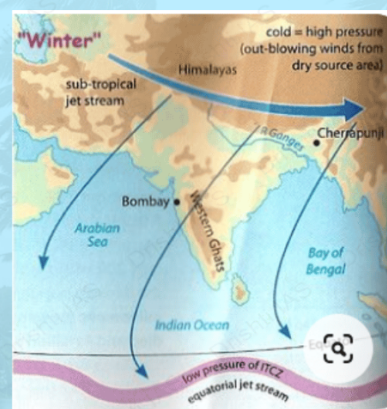 "Winter"
cold = high pressure
(out-blowing winds from
dry source area)
Himalayas
sub-tropical
jet stream
R Ganges
Cherrapunji
Bombay
Western Ghats
Arabian
Sea
Bay of
Bengal
Indian Ocean
low pressure of ITCZ
equatorial jet stream